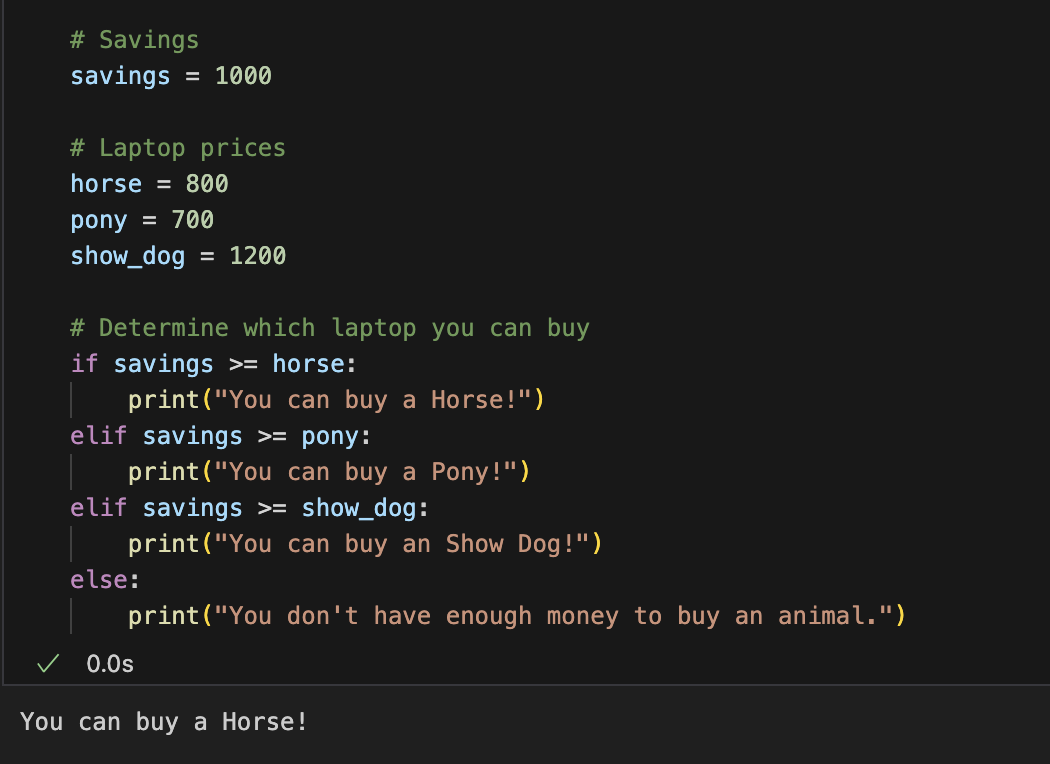 # Savings
savings = 1000
# Laptop prices
horse = 800
pony = 700
show_dog = 1200
# Determine which laptop you can buy
if savings >= horse:
    print("You can buy a Horse!")
elif savings >= pony:
    print("You can buy a Pony!")
elif savings >= show_dog:
    print("You can buy an Show Dog!")
else:
    print("You don't have enough money to buy an animal.")
0.0s
You can buy a Horse!